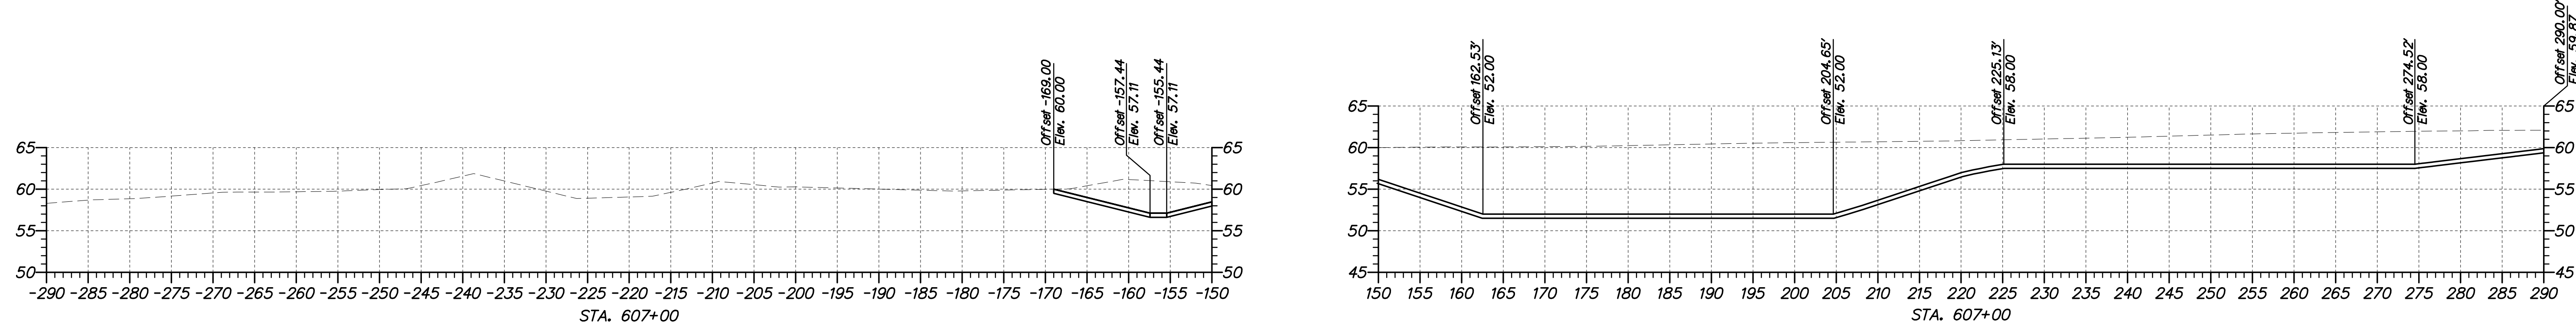 Offset -169.00
Elev. 60.00
Offset -157.44
Elev. 57.11
Offset -155.44
Elev. 57.11
65 65
60 60
55 55
50 50
-290 -285 -280 -275 -270 -265 -260 -255 -250 -245 -240 -235 -230 -225 -220 -215 -210 -205 -200 -195 -190 -185 -180 -175 -170 -165 -160 -155 -150
STA. 607+00
Offset 162.53'
Elev. 52.00
Offset 204.65'
Elev. 52.00
Offset 225.13'
Elev. 58.00
Offset 274.52'
Elev. 58.00
Offset 290.00'
Elev. 59.87
65 65
60 60
55 55
50 50
45 45
150 155 160 165 170 175 180 185 190 195 200 205 210 215 220 225 230 235 240 245 250 255 260 265 270 275 280 285 290
STA. 607+00